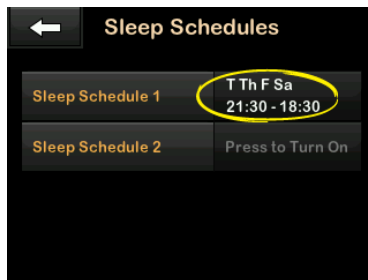 Sleep Schedules
Sleep Schedule 1
T Th F Sa
21:30 - 18:30
Sleep Schedule 2
Press to Turn On